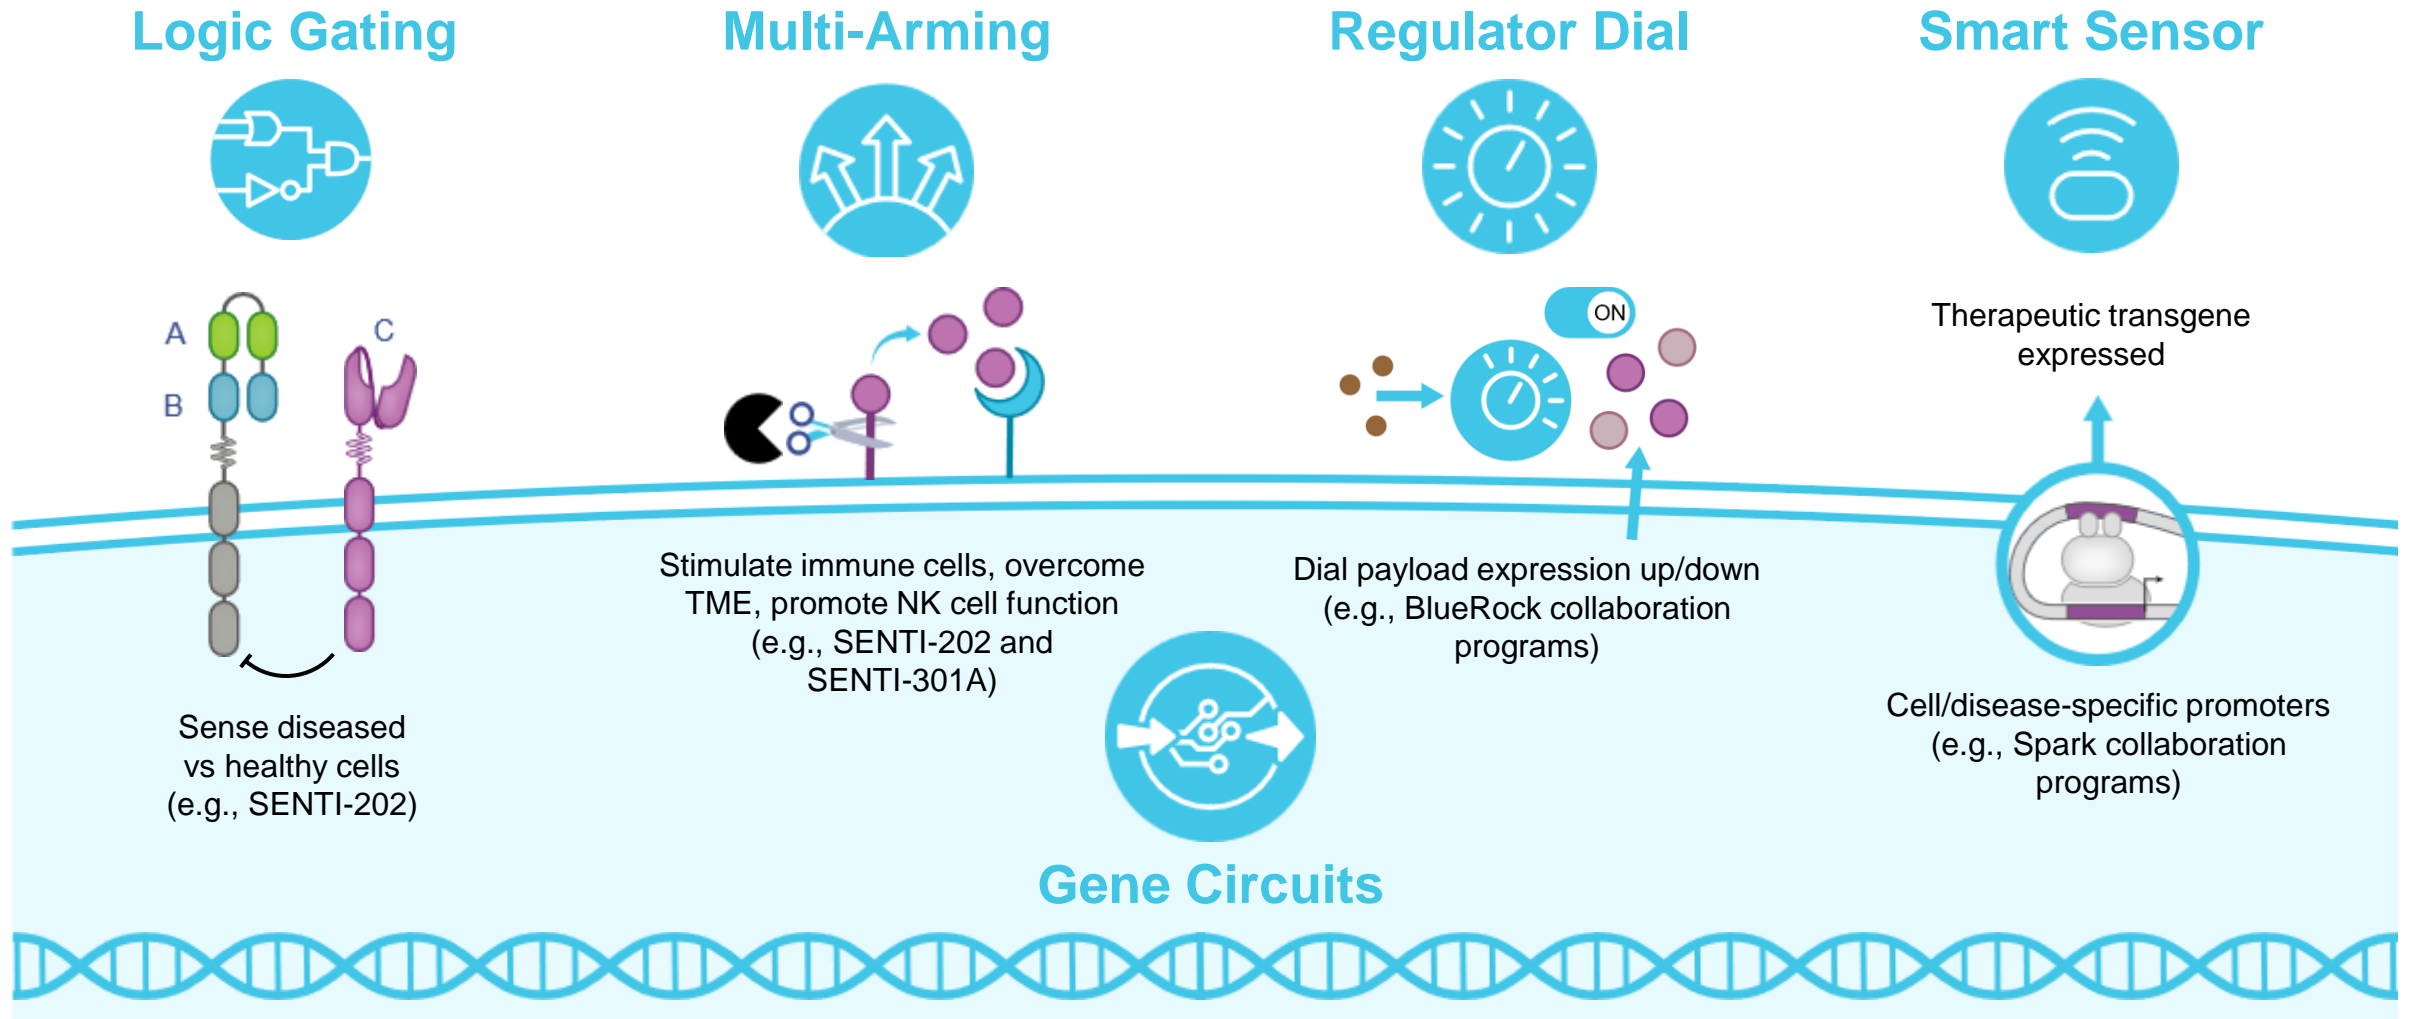 Logic Gating
A
B
C
Sense diseased
vs healthy cells
(e.g., SENTI-202)
Multi-Arming
Stimulate immune cells, overcome
TME, promote NK cell function
(e.g., SENTI-202 and
SENTI-301A)
Regulator Dial
ON
Dial payload expression up/down
(e.g., BlueRock collaboration
programs)
Smart Sensor
Therapeutic transgene
expressed
Cell/disease-specific promoters
(e.g., Spark collaboration
programs)
Gene Circuits